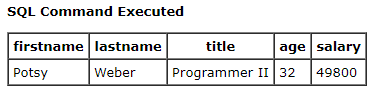 SQL Command Executed
firstname lastname title age salary
Potsy Weber Programmer II 32 49800